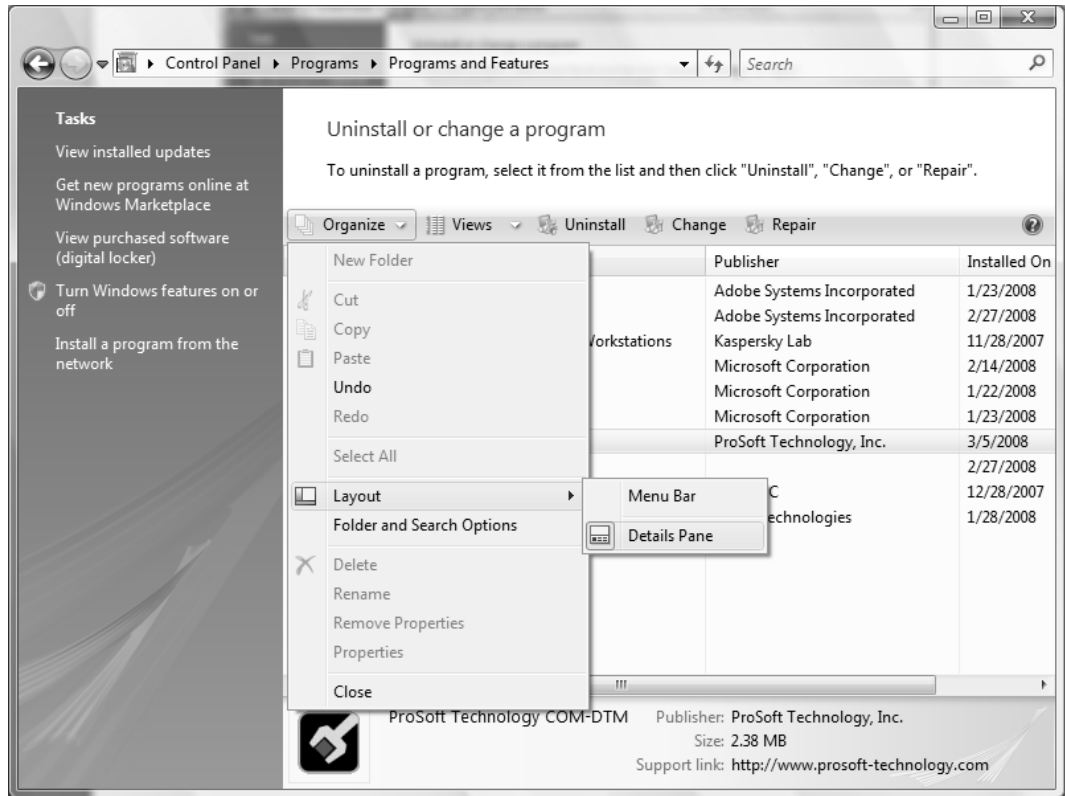 Control Panel Programs Programs and Features
Search
Tasks
View installed updates
Get new programs online at
Windows Marketplace
View purchased software
(digital locker)
Turn Windows features on or
off
Install a program from the
network
Uninstall or change a program
To uninstall a program, select it from the list and then click "Uninstall", "Change", or "Repair".
Organize Views Uninstall Change Repair
Publisher Installed On
Adobe Systems Incorporated 1/23/2008
Adobe Systems Incorporated 2/27/2008
Kaspersky Lab 11/28/2007
Microsoft Corporation 2/14/2008
Microsoft Corporation 1/22/2008
Microsoft Corporation 1/23/2008
ProSoft Technology, Inc. 3/5/2008
2/27/2008
C 12/28/2007
echnologies 1/28/2008
New Folder
Cut
Copy
Paste
Undo
Redo
Select All
Layout
Folder and Search Options
Delete
Rename
Remove Properties
Properties
Close
Menu Bar
Details Pane
ProSoft Technology COM-DTM
Publisher: ProSoft Technology, Inc.
Size: 2.38 MB
Support link: http://www.prosoft-technology.com